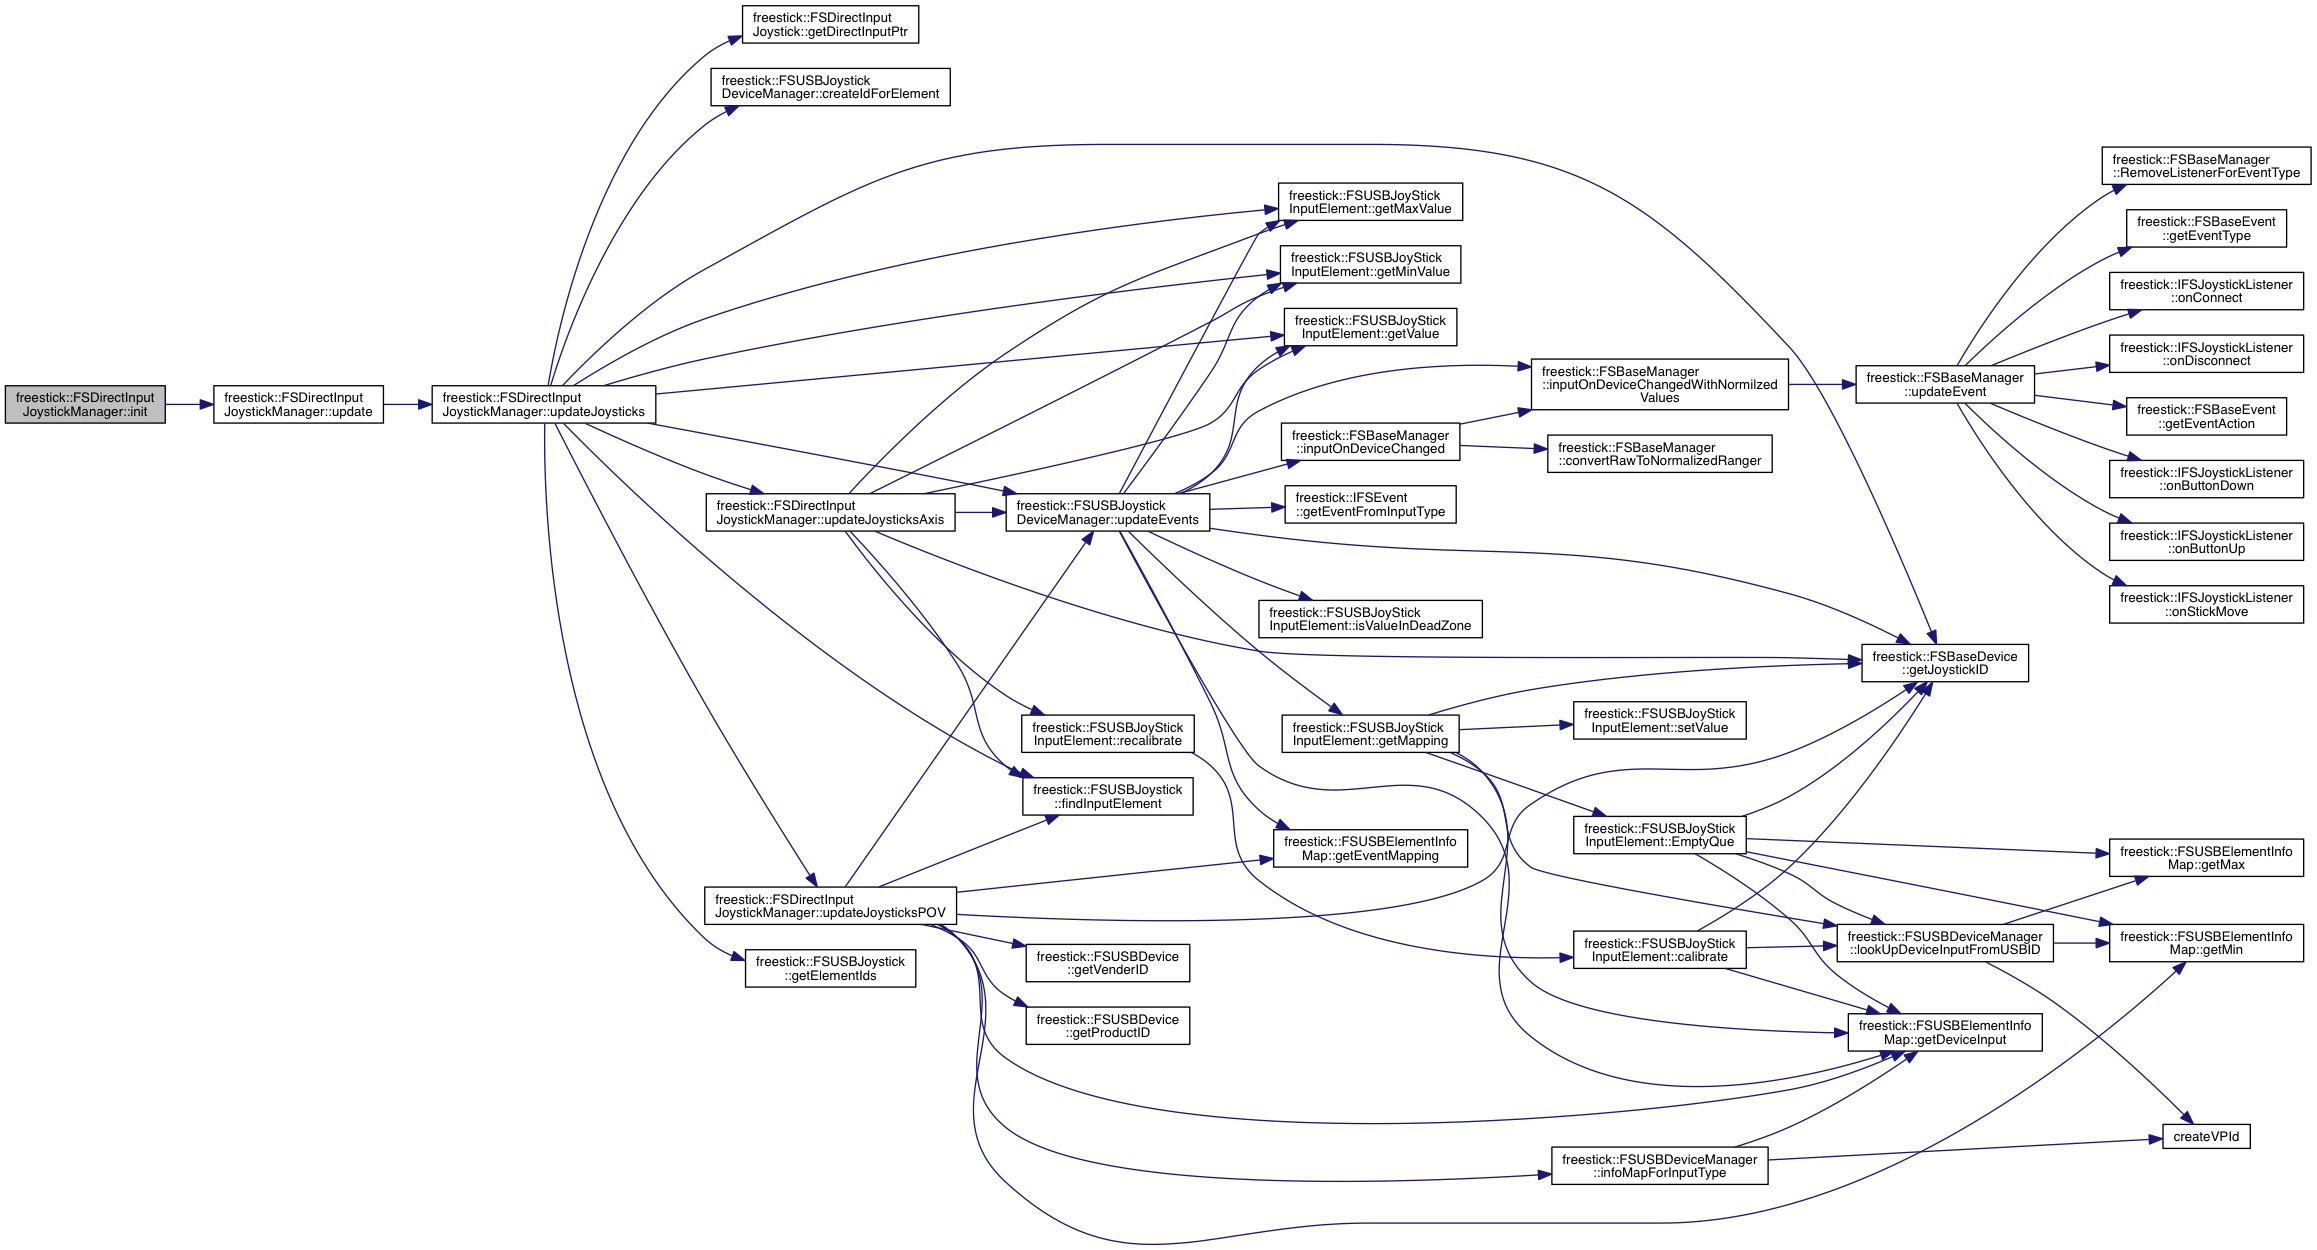 freestick::FSDirectInput
JoystickManager::init
freestick::FSDirectInput
JoystickManager::update
freestick::FSDirectInput
JoystickManager::updateJoysticks
freestick::FSDirectInput
Joystick::getDirectInputPtr
freestick::FSUSBJoystick
DeviceManager::createIdForElement
freestick::FSDirectInput
JoystickManager::updateJoysticksAxis
freestick::FSDirectInput
JoystickManager::updateJoysticksPOV
freestick::FSUSBJoystick
::getElementIds
freestick::FSUSBJoystick
DeviceManager::updateEvents
freestick::FSUSBJoyStick
InputElement::recalibrate
freestick::FSUSBJoystick
::findInputElement
freestick::FSUSBDevice
::getVenderID
freestick::FSUSBDevice
::getProductID
freestick::FSUSBJoyStick
InputElement::getMaxValue
freestick::FSUSBJoyStick
InputElement::getMinValue
freestick::FSUSBJoyStick
InputElement::getValue
freestick::FSBaseManager
::inputOnDeviceChanged
freestick::IFSEvent
::getEventFromInputType
freestick::FSUSBJoyStick
InputElement::isValueInDeadZone
freestick::FSUSBJoyStick
InputElement::getMapping
freestick::FSUSBElementInfo
Map::getEventMapping
freestick::FSBaseManager
::inputOnDeviceChangedWithNormilzed
Values
freestick::FSBaseManager
::convertRawToNormalizedRanger
freestick::FSUSBJoyStick
InputElement::setValue
freestick::FSUSBJoyStick
InputElement::EmptyQue
freestick::FSUSBJoyStick
InputElement::calibrate
freestick::FSUSBDeviceManager
::infoMapForInputType
freestick::FSBaseManager
::updateEvent
freestick::FSBaseDevice
::getJoystickID
freestick::FSUSBDeviceManager
::lookUpDeviceInputFromUSBID
freestick::FSUSBElementInfo
Map::getDeviceInput
freestick::FSBaseManager
::RemoveListenerForEventType
freestick::FSBaseEvent
::getEventType
freestick::IFSJoystickListener
::onConnect
freestick::IFSJoystickListener
::onDisconnect
freestick::FSBaseEvent
::getEventAction
freestick::IFSJoystickListener
::onButtonDown
freestick::IFSJoystickListener
::onButtonUp
freestick::IFSJoystickListener
::onStickMove
freestick::FSUSBElementInfo
Map::getMax
freestick::FSUSBElementInfo
Map::getMin
createVPId